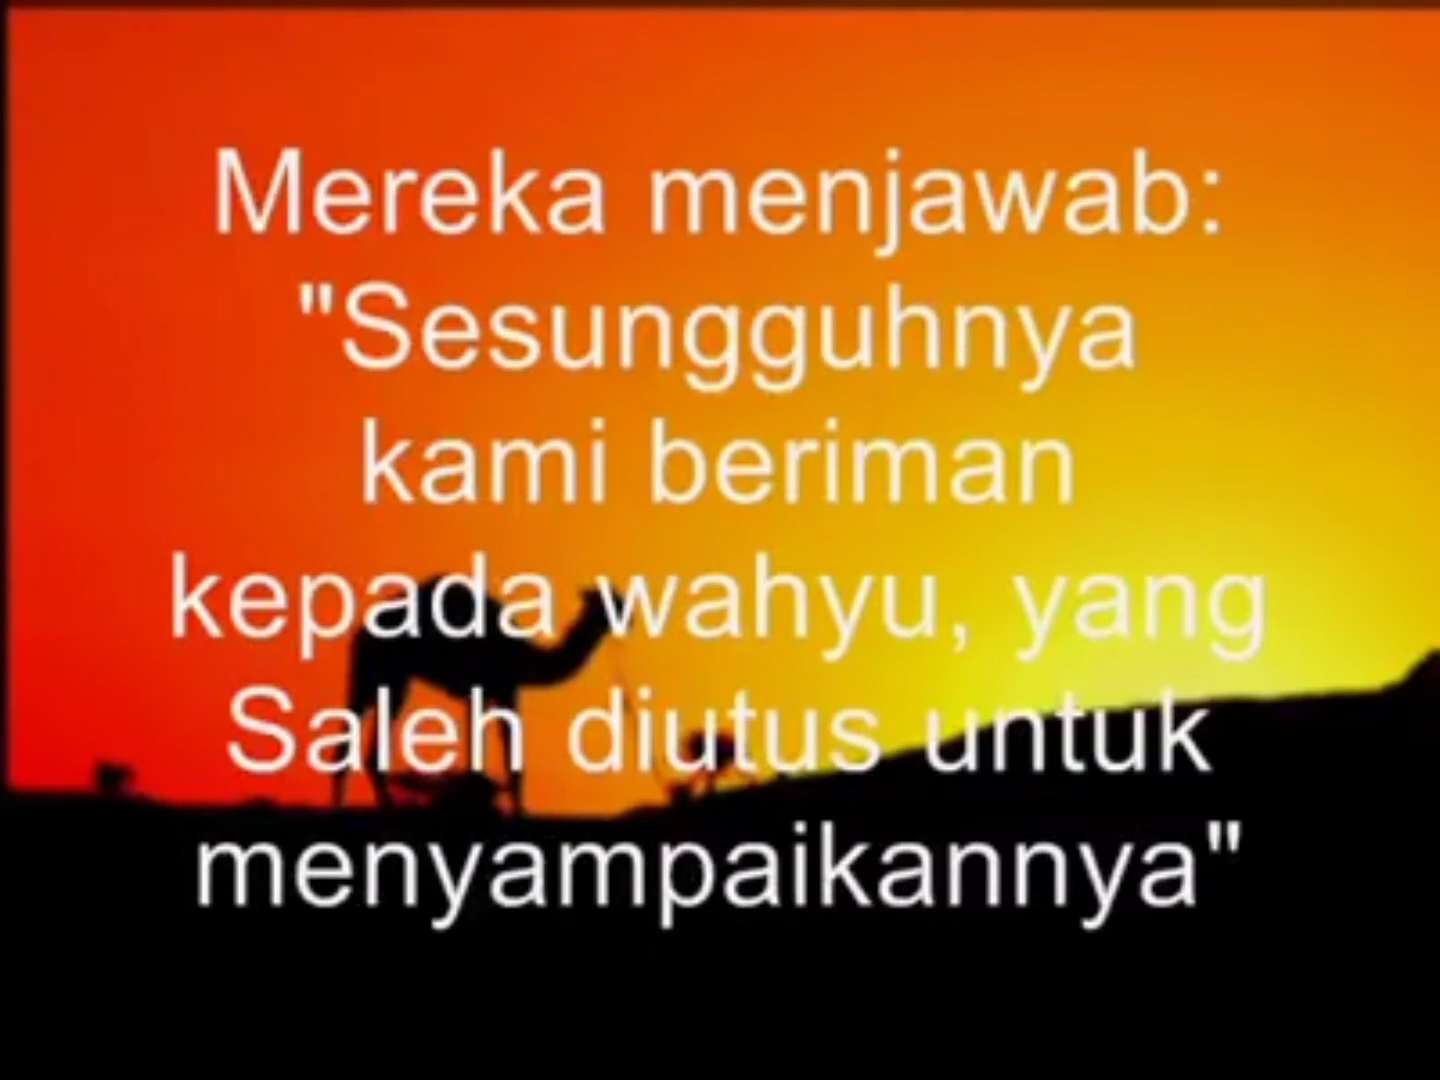 Mereka menjawab:
"Sesungguhnya
kami beriman
kepada wahyu, yang
Saleh diutus untuk
menyampaikannya"